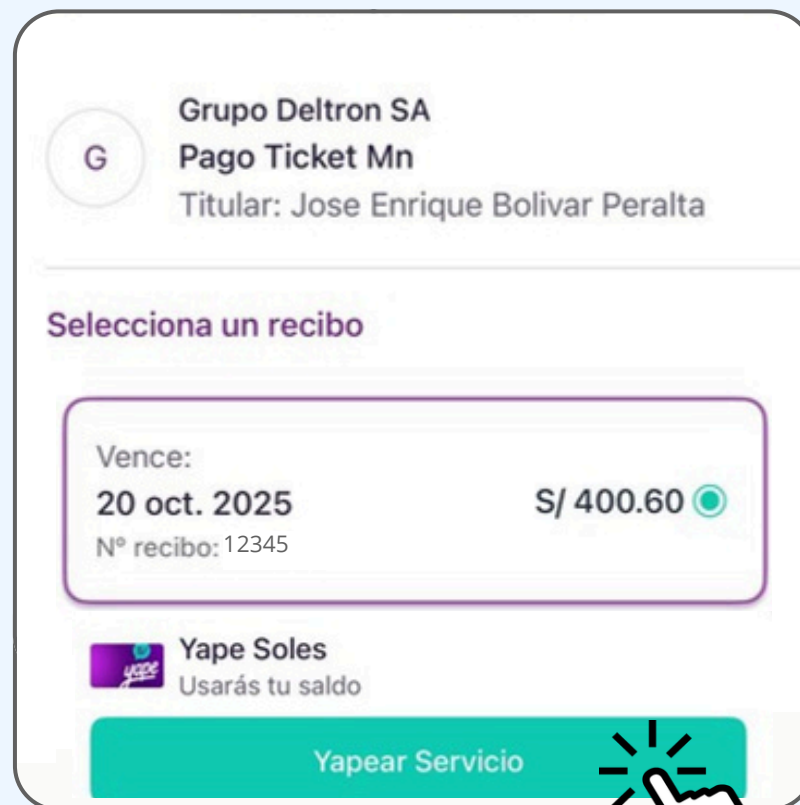 G
Grupo Deltron SA
Pago Ticket Mn
Titular: Jose Enrique Bolivar Peralta
Selecciona un recibo
Vence:
20 oct. 2025
S/ 400.60
N° recibo: 12345
yape
Yape Soles
Usarás tu saldo
Yapear Servicio